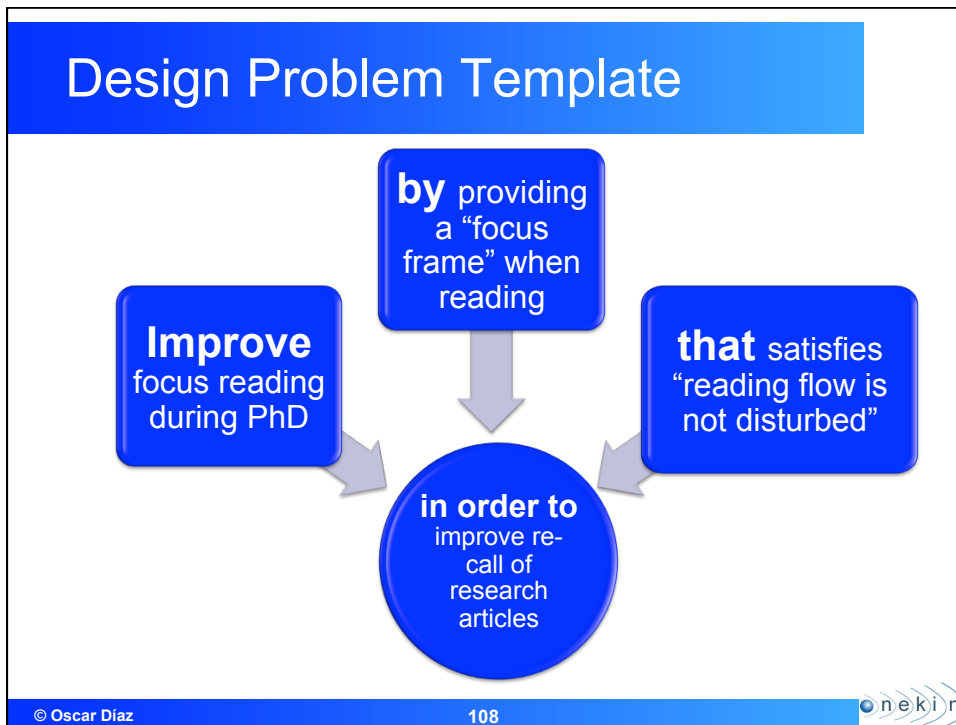 Design Problem Template
by providing
a “focus
frame” when
reading
Improve
focus reading
during PhD
that satisfies
“reading flow is
not disturbed”
in order to
improve re-
call of
research
articles
© Oscar Díaz
108
onekin